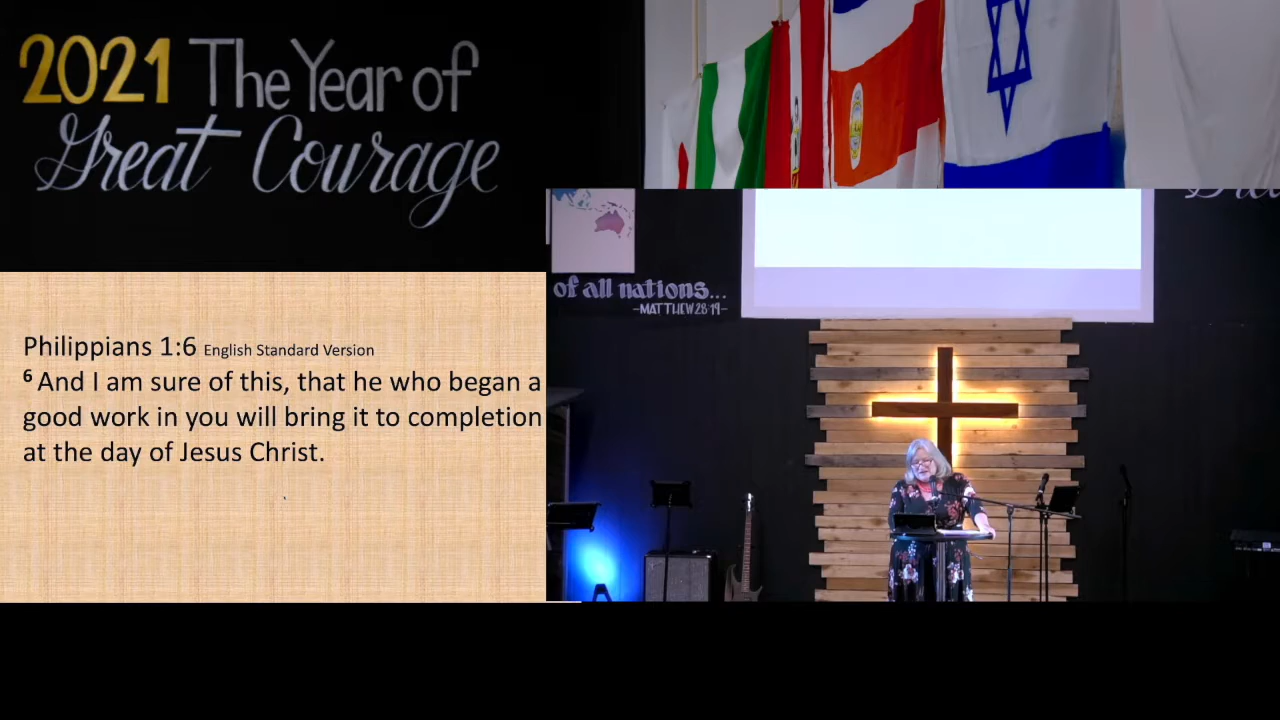 2021 The Year of
Great Courage
Philippians 1:6 English Standard Version
6 And I am sure of this, that he who began a
good work in you will bring it to completion
at the day of Jesus Christ.
of all nations...
-MATTHEW 28:19-